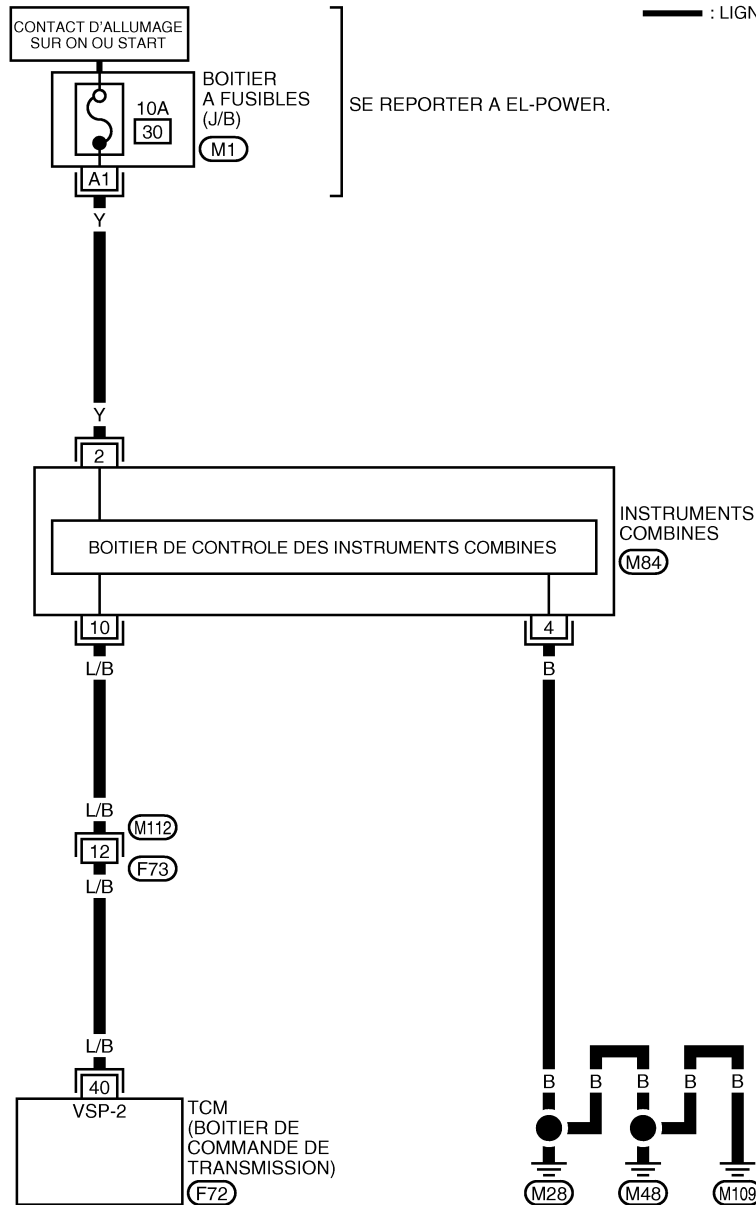 CONTACT D'ALLUMAGE
SUR ON OU START
: LIGN
BOITIER
A FUSIBLES
(J/B)
M1
10A
30
SE REPORTER A EL-POWER.
A1
Y
Y
2
INSTRUMENTS
COMBINES
M84
BOITIER DE CONTROLE DES INSTRUMENTS COMBINES
10
4
L/B
B
L/B
M112
12
F73
L/B
L/B
40
VSP-2
TCM
(BOITIER DE
COMMANDE DE
TRANSMISSION)
F72
B B B B B
M28 M48 M109